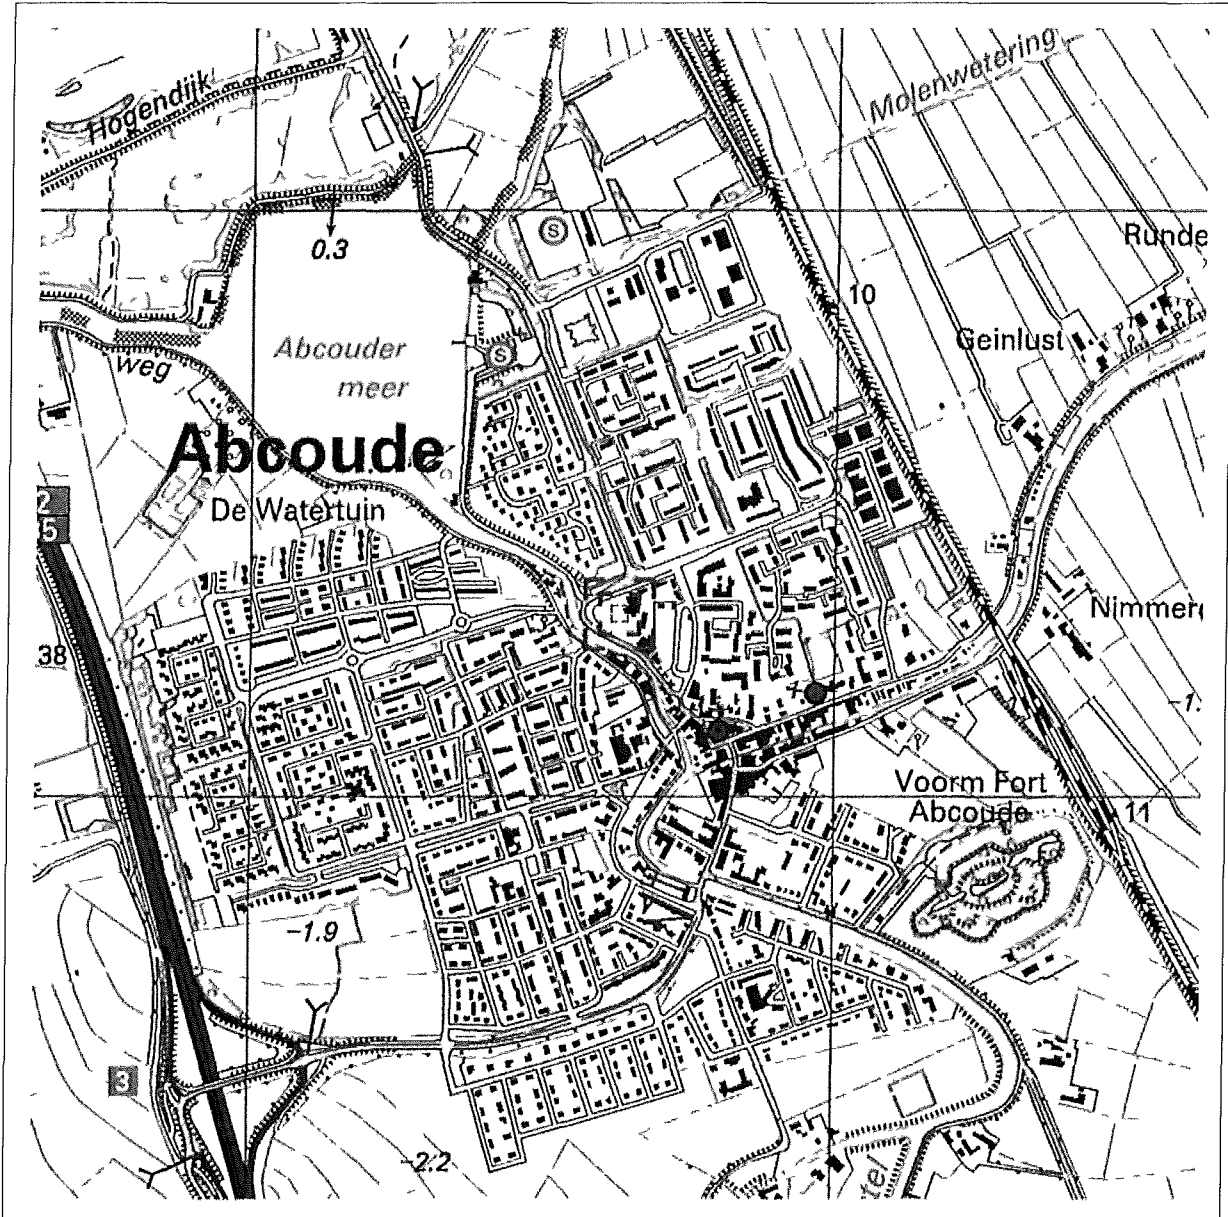 Hogendijk
Molenwetering
S
0.3
Runde
10
Geinlust
Abcouder
meer
S
weg
Abcoude
De Watertuin
2
5
Nimmer
38
Voorm Fort
Abcoude
11
-1.9
3
-2.2